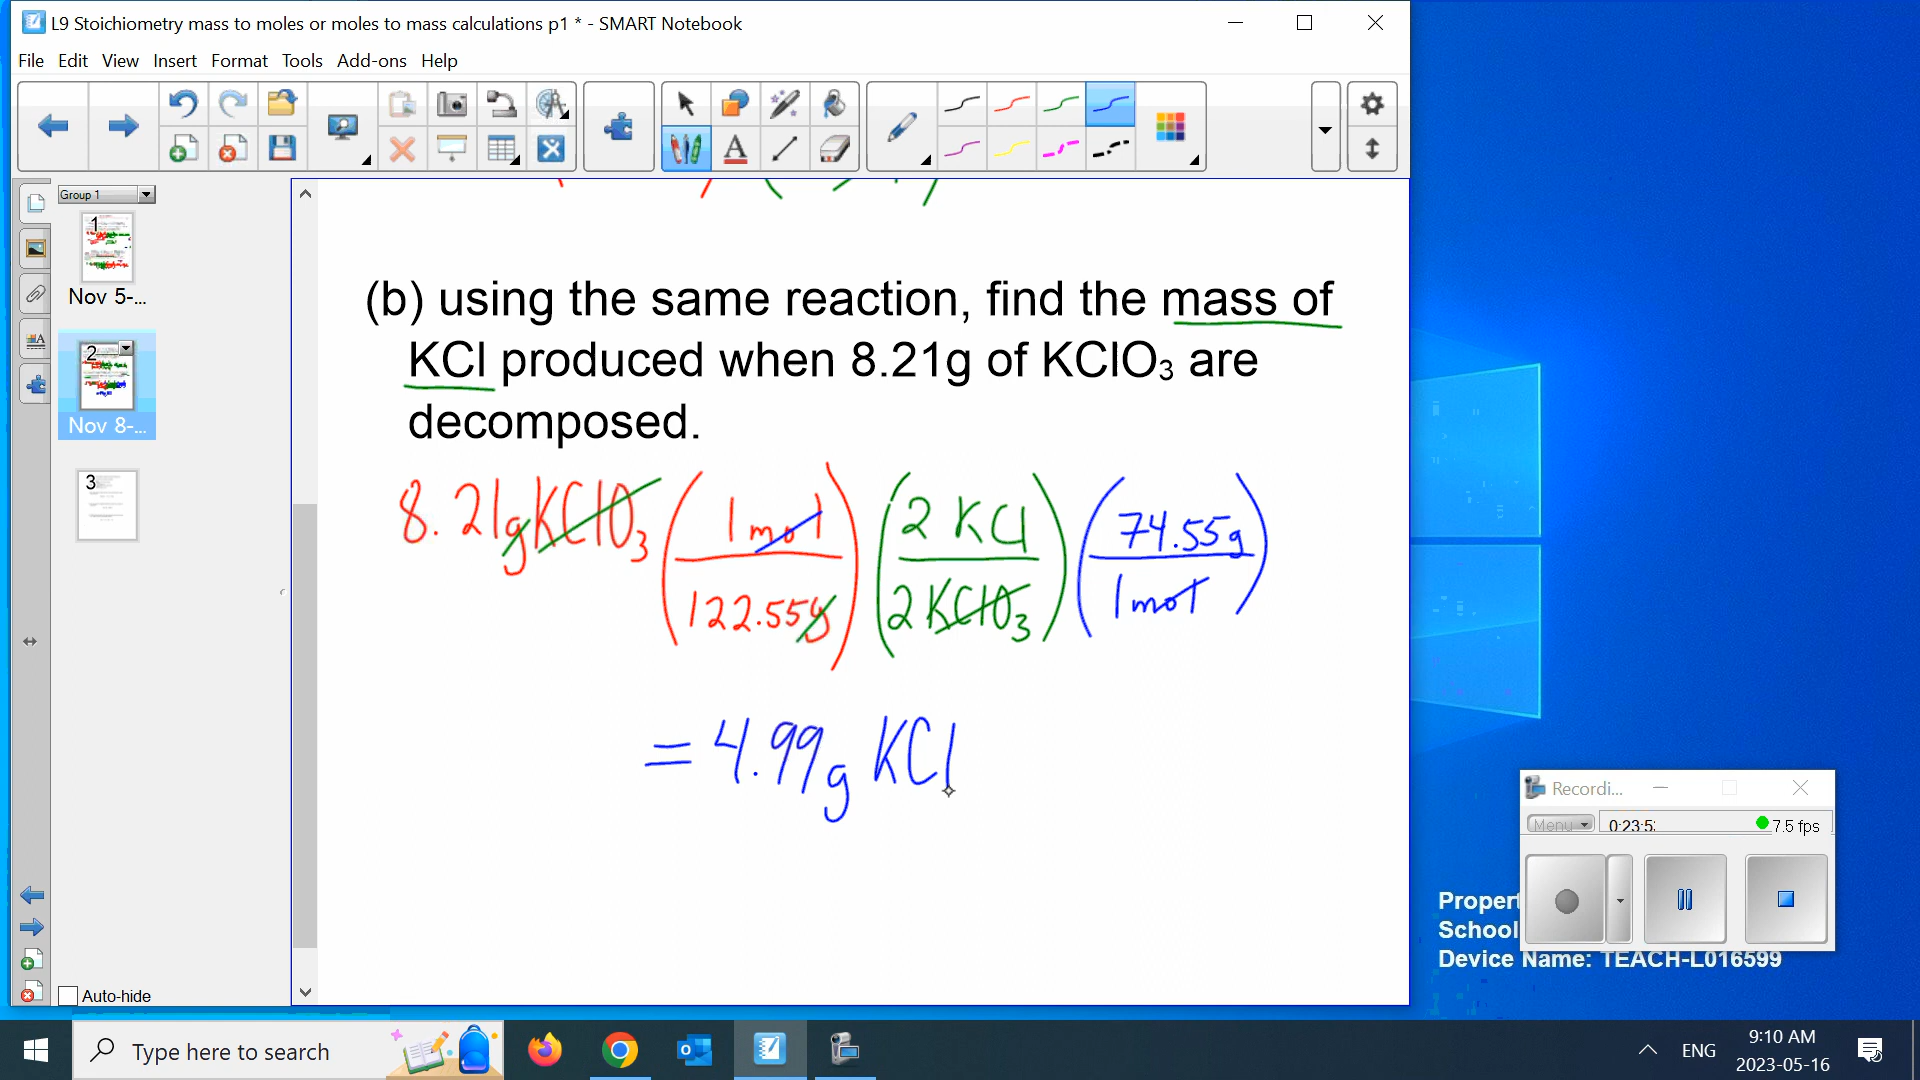 L9 Stoichiometry mass to moles or moles to mass calculations p1 * - SMART Notebook
File Edit View Insert Format Tools Add-ons Help
Group 1
1
Nov 5-...
2
Nov 8-...
3
Auto-hide
(b) using the same reaction, find the mass of
KCl produced when 8.21g of KClO₃ are
decomposed.
8.21g KClO₃ (1 mol / 122.55g) (2 KCl / 2 KClO₃) (74.55g / 1 mol)
= 4.99g KCl
Recordi...
Menu
0:23:5
7.5 fps
Propert
School
Device Name: TEACH-L016599
Type here to search
ENG
9:10 AM
2023-05-16